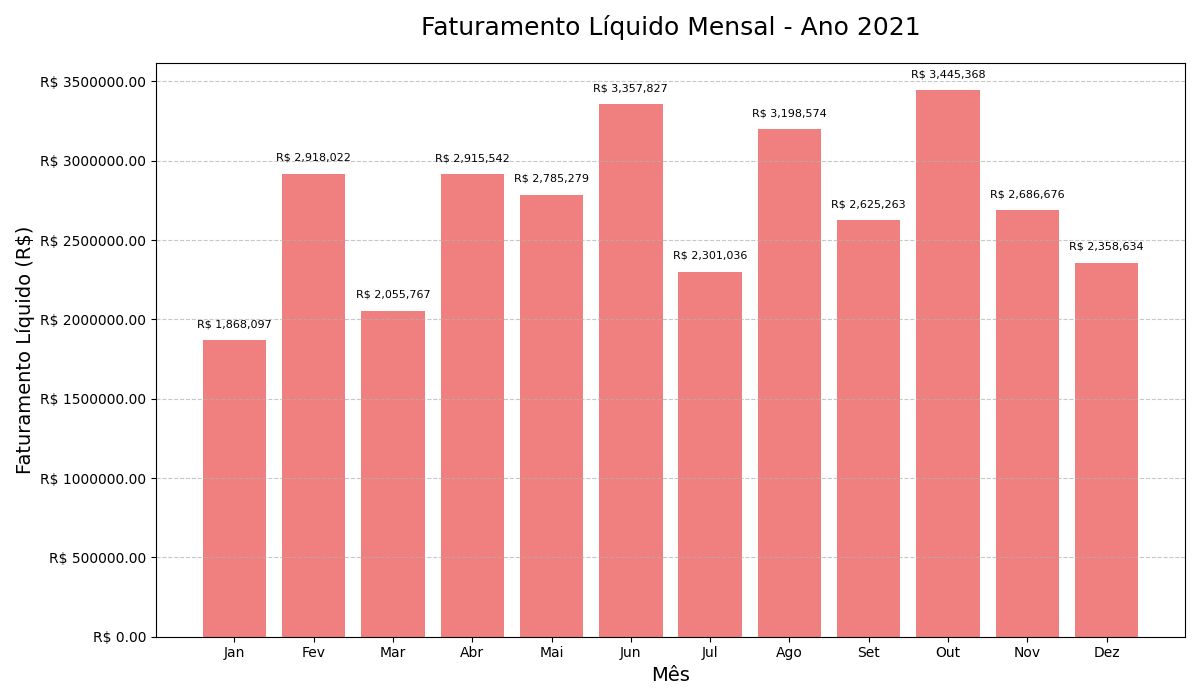 Faturamento Líquido Mensal - Ano 2021
Faturamento Líquido (R$)
R$ 3500000.00
R$ 3000000.00
R$ 2500000.00
R$ 2000000.00
R$ 1500000.00
R$ 1000000.00
R$ 500000.00
R$ 0.00
R$ 1,868,097
R$ 2,918,022
R$ 2,055,767
R$ 2,915,542
R$ 2,785,279
R$ 3,357,827
R$ 2,301,036
R$ 3,198,574
R$ 2,625,263
R$ 3,445,368
R$ 2,686,676
R$ 2,358,634
Jan Fev Mar Abr Mai Jun Jul Ago Set Out Nov Dez
Mês